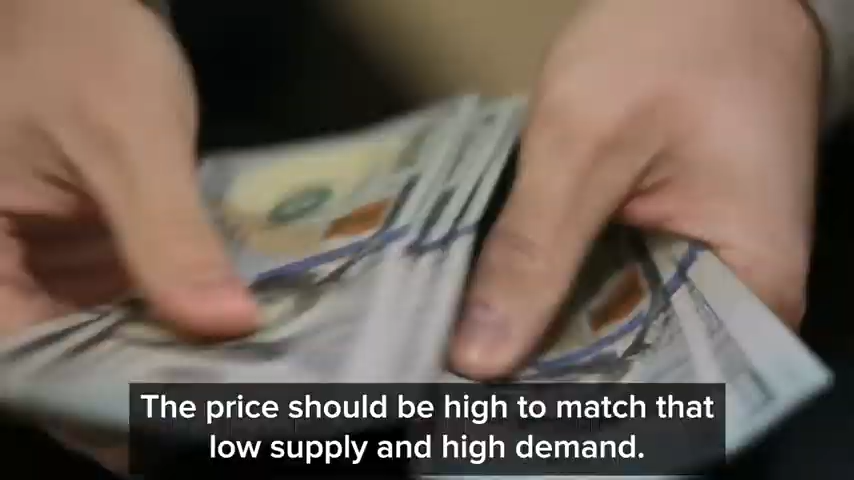 The price should be high to match that
low supply and high demand.